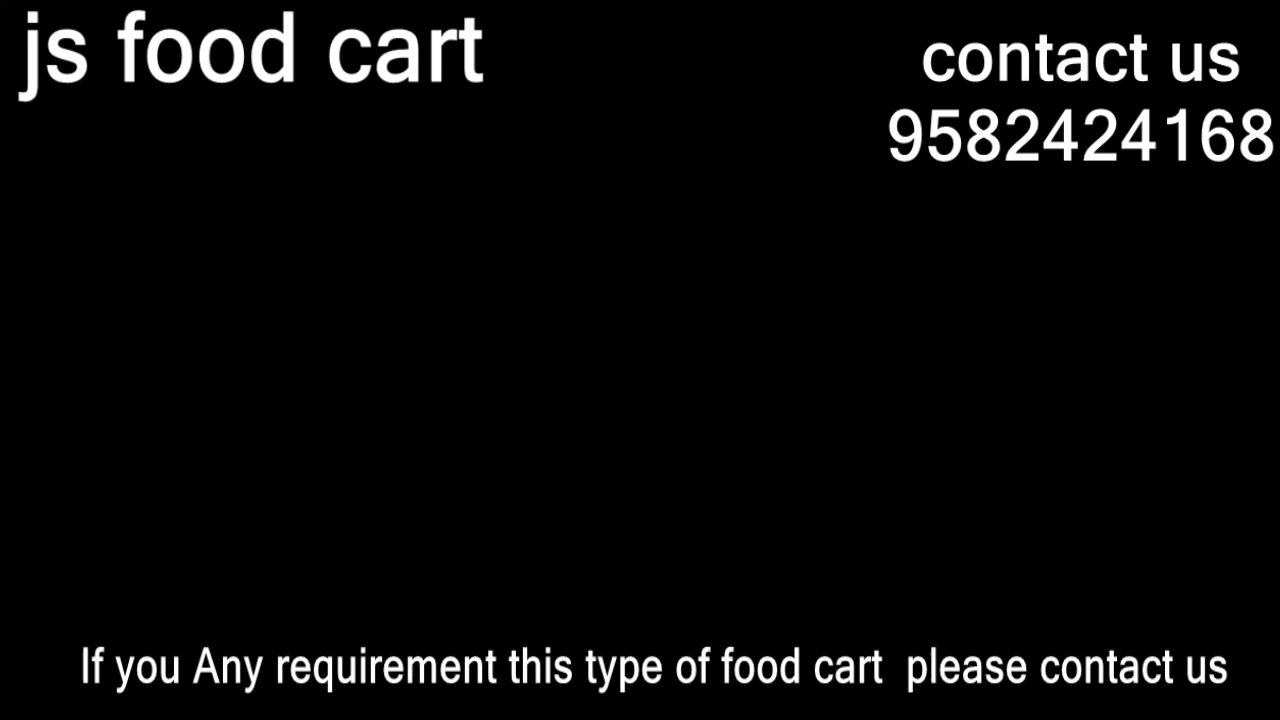 js food cart
contact us
9582424168
If you Any requirement this type of food cart  please contact us